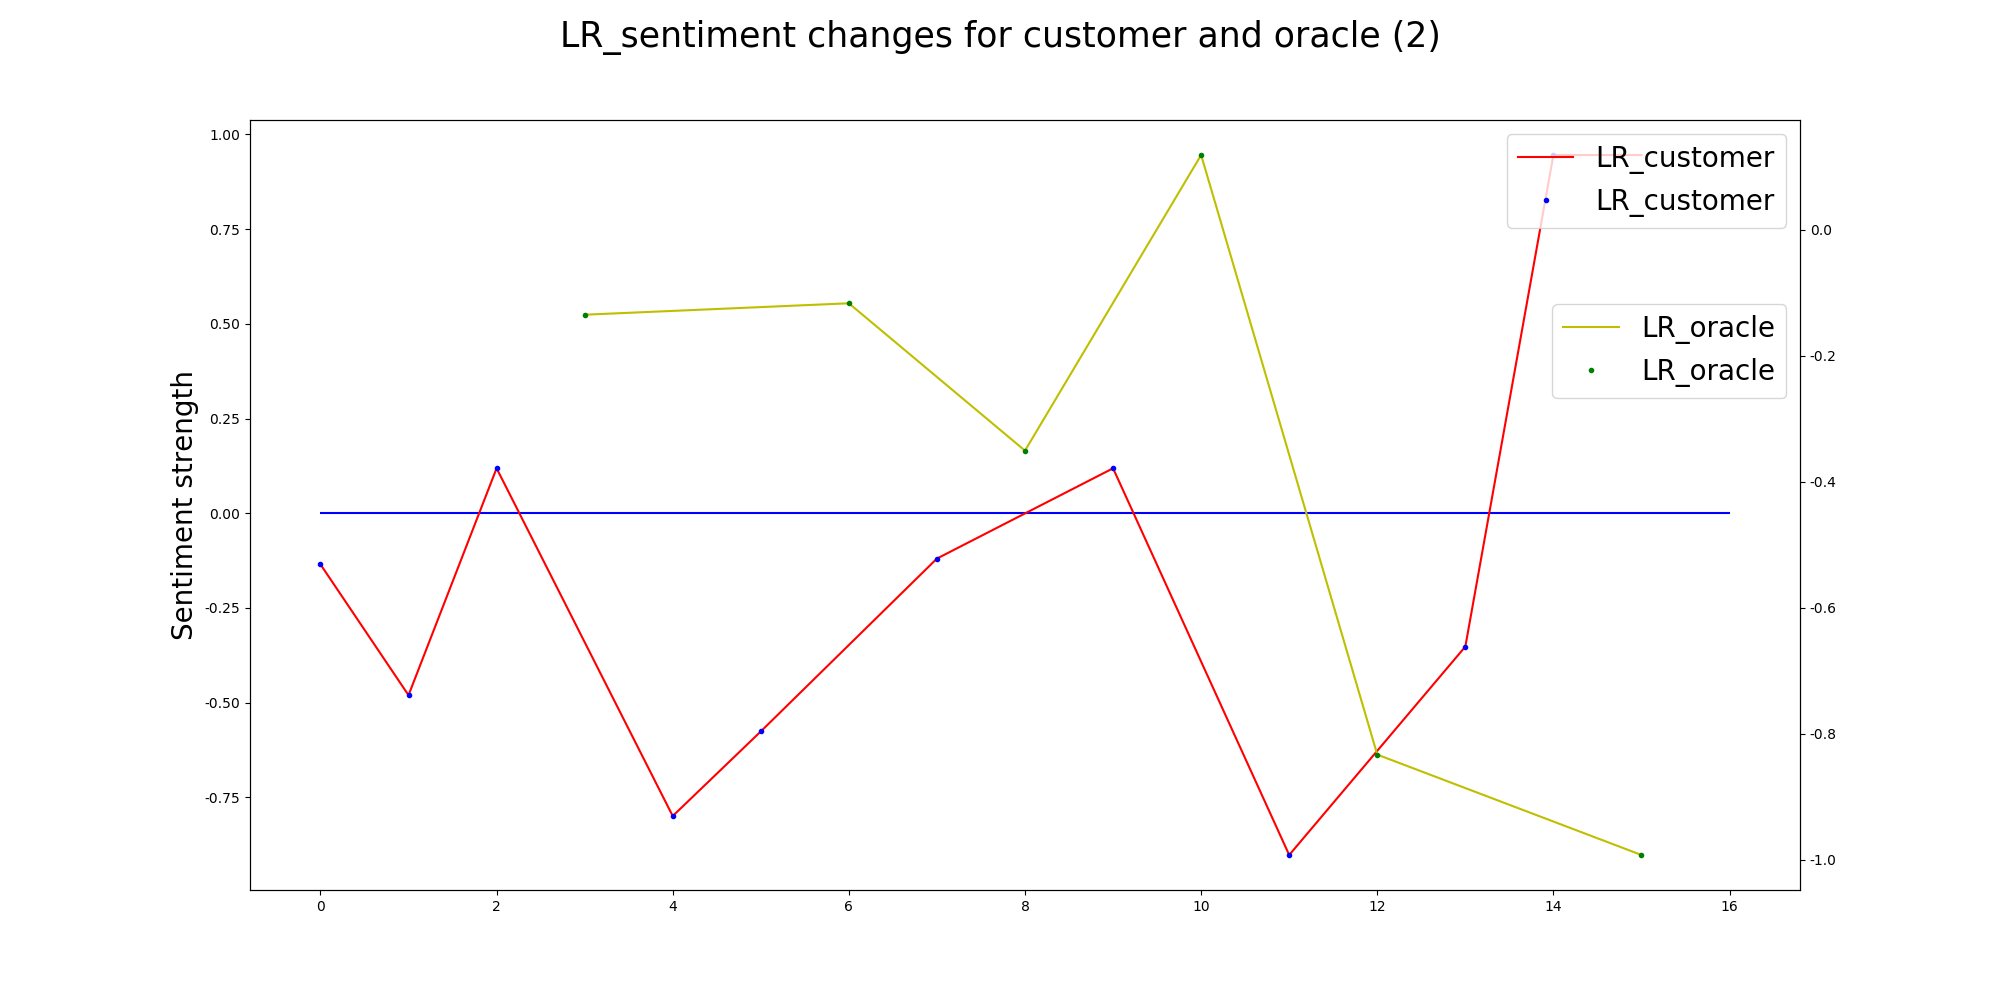 LR_sentiment changes for customer and oracle (2)
Sentiment strength
1.00
0.75
0.50
0.25
0.00
-0.25
-0.50
-0.75
LR_customer
LR_customer
LR_oracle
LR_oracle
0.0
-0.2
-0.4
-0.6
-0.8
-1.0
0 2 4 6 8 10 12 14 16